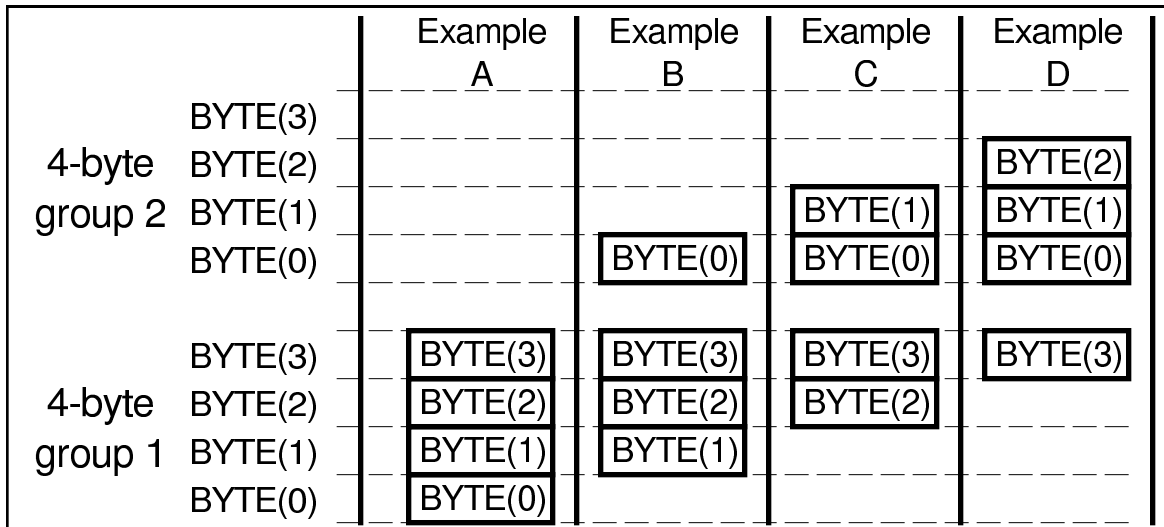 Example Example Example Example
A B C D
BYTE(3)
4-byte BYTE(2) BYTE(2)
group 2 BYTE(1) BYTE(1) BYTE(1)
BYTE(0) BYTE(0) BYTE(0) BYTE(0)
BYTE(3) BYTE(3) BYTE(3) BYTE(3) BYTE(3)
4-byte BYTE(2) BYTE(2) BYTE(2) BYTE(2)
group 1 BYTE(1) BYTE(1) BYTE(1)
BYTE(0) BYTE(0)